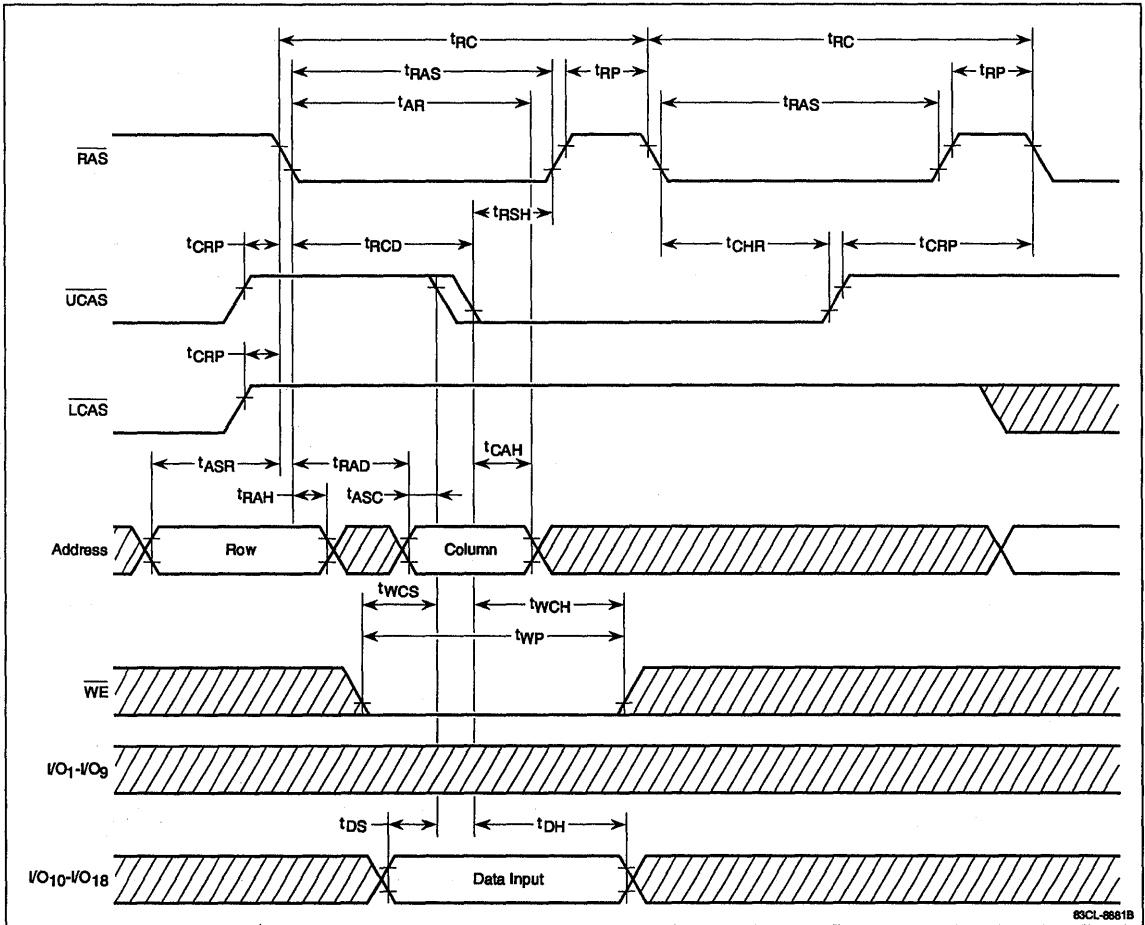 tRC tRC
tRAS tRP tRP
tAR tRAS
RAS
tRSH
tCRP tRCD tCHR tCRP
UCAS
tCRP
LCAS
tCAH
tASR tRAD
tRAH tASC
Address Row Column
tWCS tWCH
tWP
WE
I/O1-I/O9
tDS tDH
I/O10-I/O18 Data Input
83CL-8681B